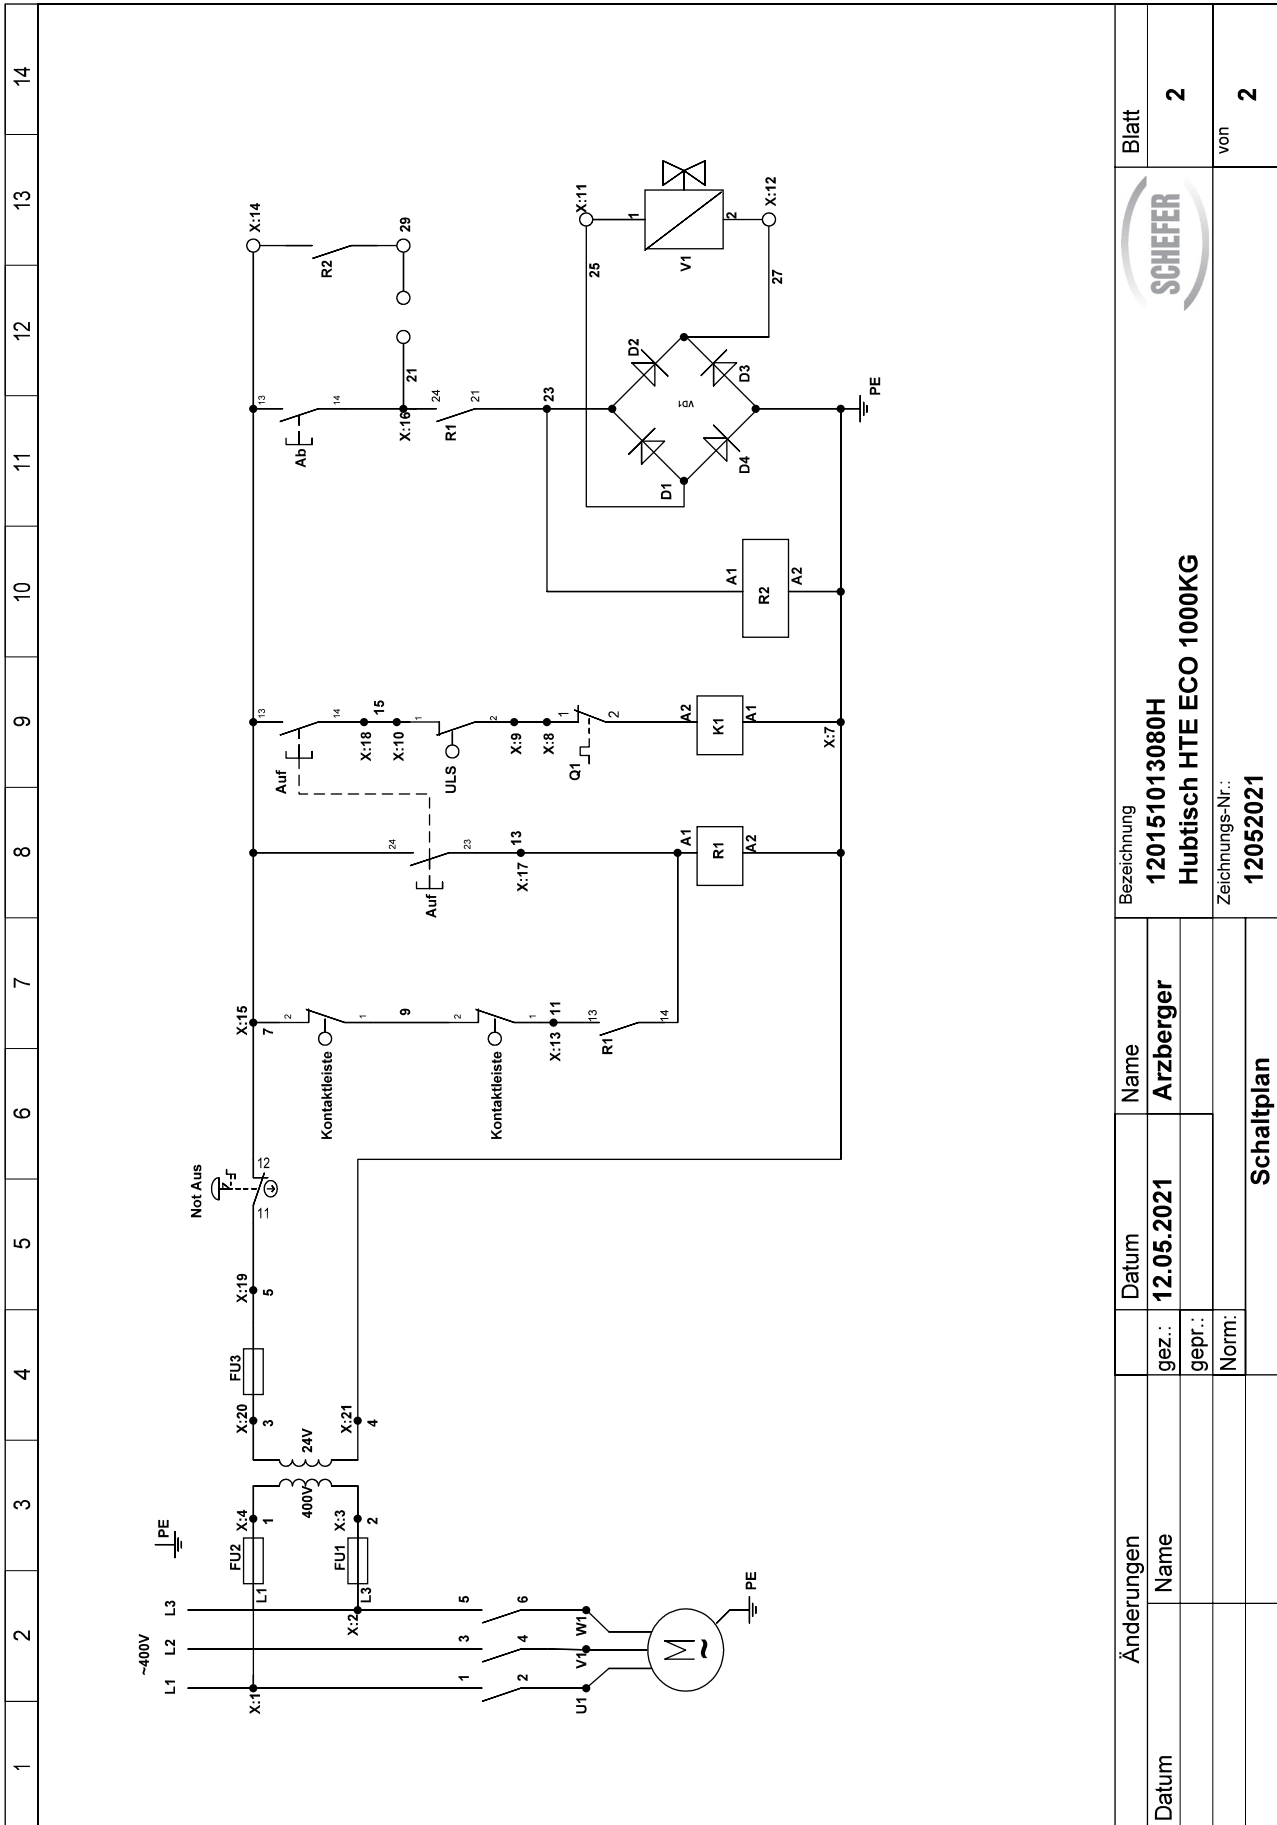 1 2 3 4 5 6 7 8 9 10 11 12 13 14
~400V
L1 L2 L3
PE
X:1
X:2
L1
L3
FU2
FU1
X:4
1
X:3
2
400V
24V
X:20
3
X:21
4
FU3
X:19
5
Not Aus
11
12
1 3 5
2 4 6
U1 V1 W1
M
~
PE
X:15
7
2
Kontaktleiste
1
9
2
Kontaktleiste
1
X:13
11
13
R1
14
24
Auf
23
X:17
13
A1
R1
A2
13
Auf
14
X:18
15
X:10
1
ULS
2
X:9
X:8
1
Q1
2
A2
K1
A1
X:7
A1
R2
A2
13
Ab
14
X:16
21
24
R1
21
23
D1
D2
D3
D4
VD1
PE
X:14
R2
29
25
X:11
1
V1
2
X:12
27
Änderungen
Datum
Name
Datum
Name
gez.:
12.05.2021
Arzberger
gepr.:
Norm:
Schaltplan
Bezeichnung
1201510130​80H
Hubtisch HTE ECO 1000KG
Zeichnungs-Nr.:
12052021
SCHEFER
Blatt
2
von
2